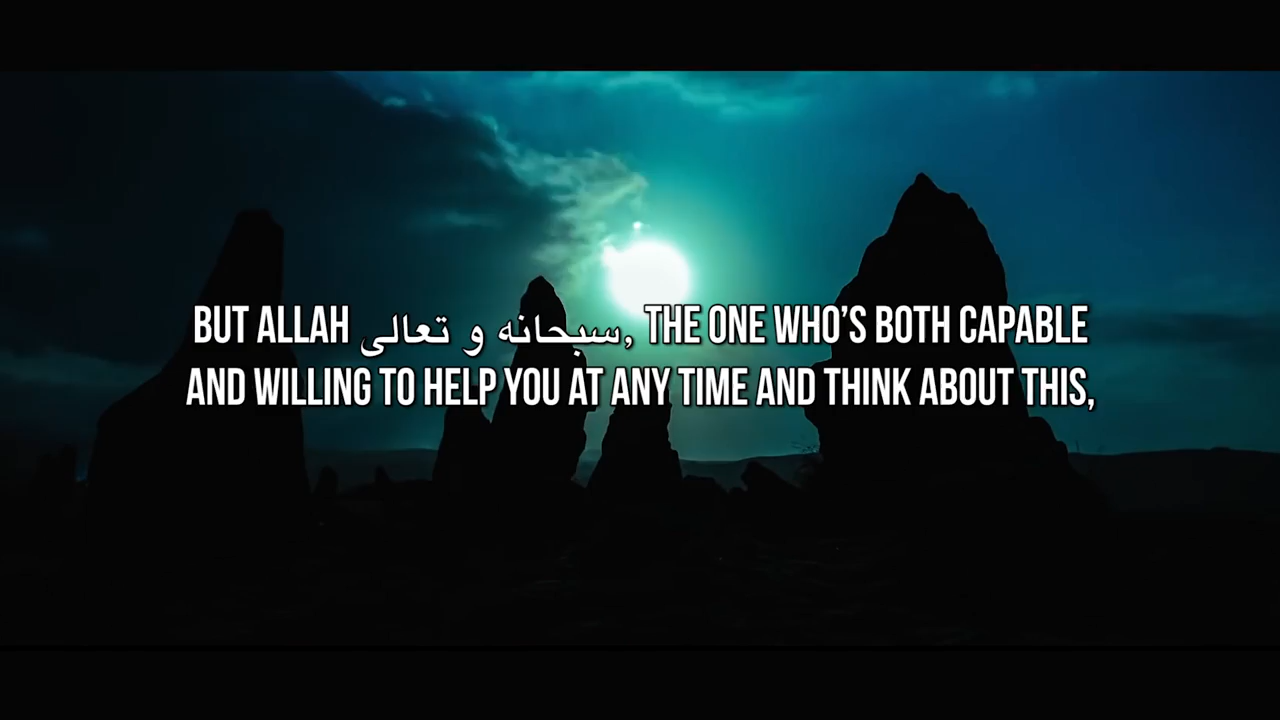 BUT ALLAH سبحانه و تعالى, THE ONE WHO’S BOTH CAPABLE
AND WILLING TO HELP YOU AT ANY TIME AND THINK ABOUT THIS,